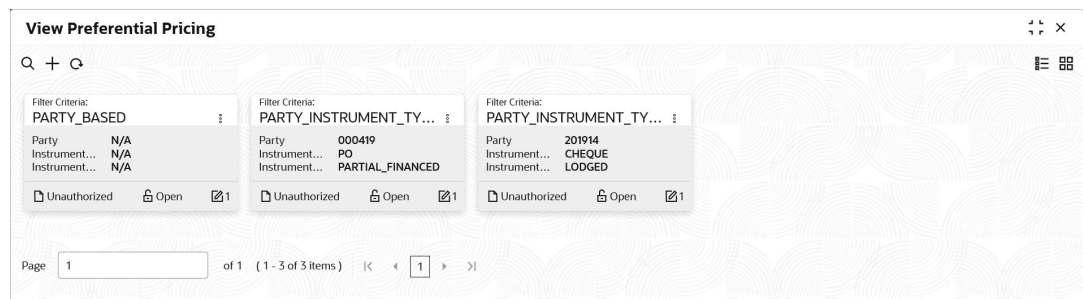 View Preferential Pricing
Filter Criteria:
PARTY_BASED
Party N/A
Instrument... N/A
Instrument... N/A
Unauthorized Open 1
Filter Criteria:
PARTY_INSTRUMENT_TY...
Party 000419
Instrument... PO
Instrument... PARTIAL_FINANCED
Unauthorized Open 1
Filter Criteria:
PARTY_INSTRUMENT_TY...
Party 201914
Instrument... CHEQUE
Instrument... LODGED
Unauthorized Open 1
Page 1 of 1 ( 1 - 3 of 3 items ) 1